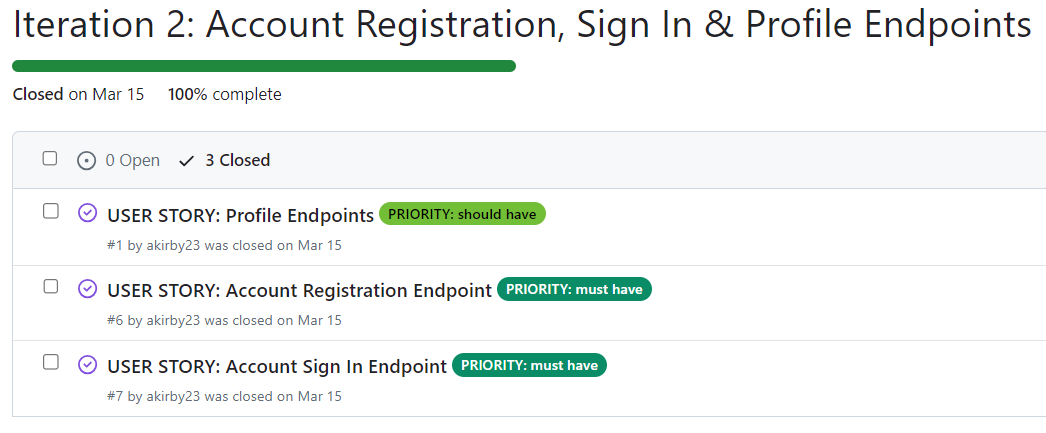 Iteration 2: Account Registration, Sign In & Profile Endpoints
Closed on Mar 15 100% complete
0 Open 3 Closed
USER STORY: Profile Endpoints PRIORITY: should have
#1 by akirby23 was closed on Mar 15
USER STORY: Account Registration Endpoint PRIORITY: must have
#6 by akirby23 was closed on Mar 15
USER STORY: Account Sign In Endpoint PRIORITY: must have
#7 by akirby23 was closed on Mar 15